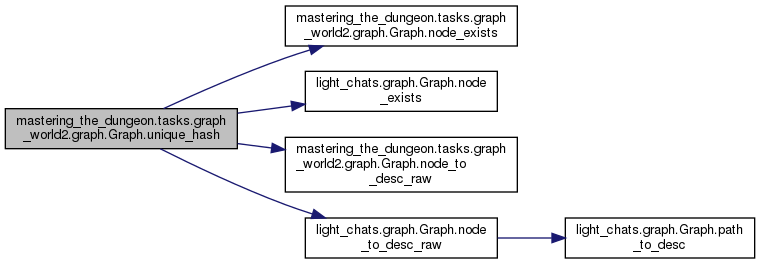 mastering_the_dungeon.tasks.graph
_world2.graph.Graph.unique_hash
mastering_the_dungeon.tasks.graph
_world2.graph.Graph.node_exists
light_chats.graph.Graph.node
_exists
mastering_the_dungeon.tasks.graph
_world2.graph.Graph.node_to
_desc_raw
light_chats.graph.Graph.node
_to_desc_raw
light_chats.graph.Graph.path
_to_desc